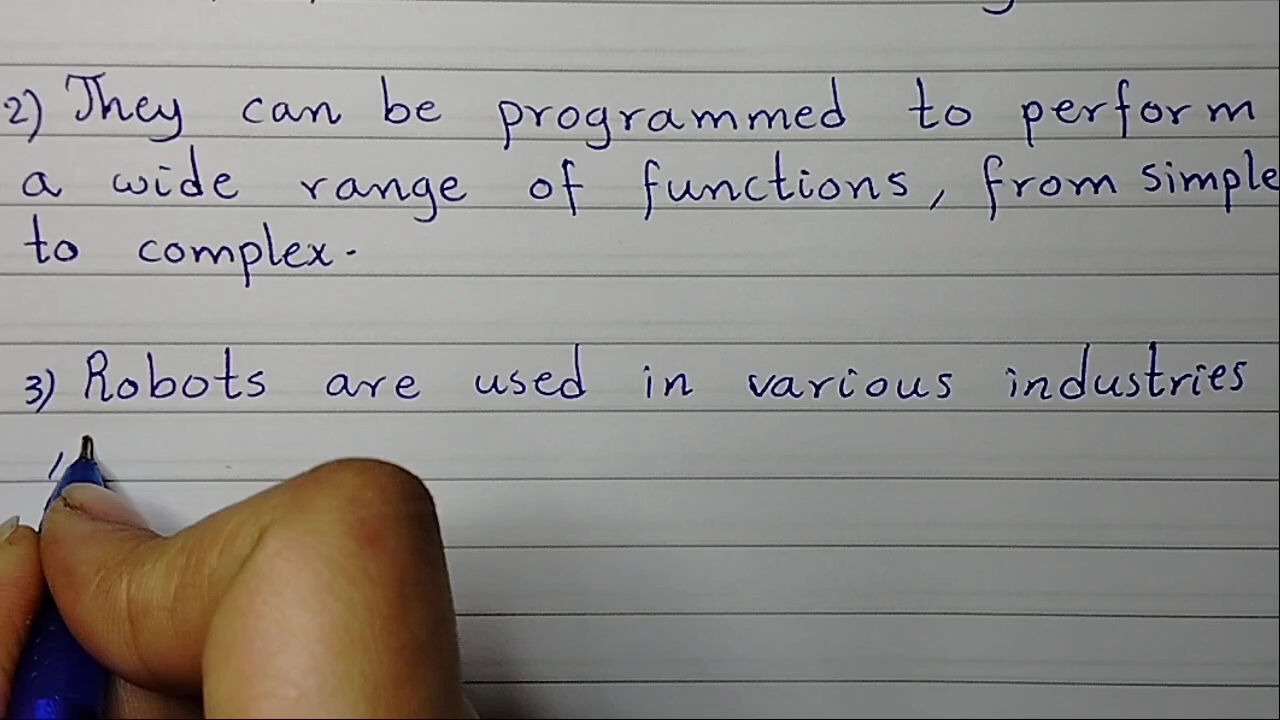 2) They can be programmed to perform
a wide range of functions, from simple
to complex.
3) Robots are used in various industries